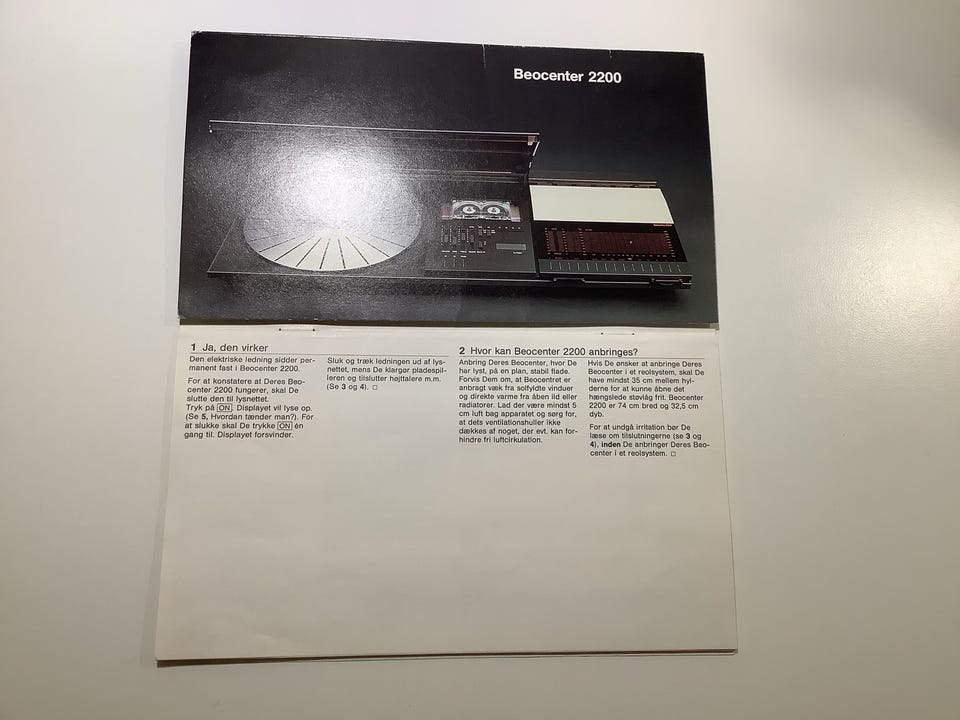 Beocenter 2200
1 Ja, den virker
Den elektriske ledning sidder per-
manent fast i Beocenter 2200.
For at konstatere at Deres Beo-
center 2200 fungerer, skal De
slutte den til lysnettet.
Tryk på ON. Displayet vil lyse op.
(Se 5, Hvordan tænder man?). For
at slukke skal De trykke ON én
gang til. Displayet forsvinder.
Sluk og træk ledningen ud af lys-
nettet, mens De klargør pladespil-
leren og tilslutter højttalere m.m.
(Se 3 og 4). □
2 Hvor kan Beocenter 2200 anbringes?
Anbring Deres Beocenter, hvor De
har lyst, på en plan, stabil flade.
Forvis Dem om, at Beocentret er
anbragt væk fra solfyldte vinduer
og direkte varme fra åben ild eller
radiatorer. Lad der være mindst 5
cm luft bag apparatet og sørg for,
at dets ventilationshuller ikke
dækkes af noget, der evt. kan for-
hindre fri luftcirkulation.
Hvis De ønsker at anbringe Deres
Beocenter i et reolsystem, skal De
have mindst 35 cm mellem hyl-
derne for at kunne åbne det
hængslede støvlåg frit. Beocenter
2200 er 74 cm bred og 32,5 cm
dyb.
For at undgå irritation bør De
læse om tilslutningerne (se 3 og
4), inden De anbringer Deres Beo-
center i et reolsystem. □